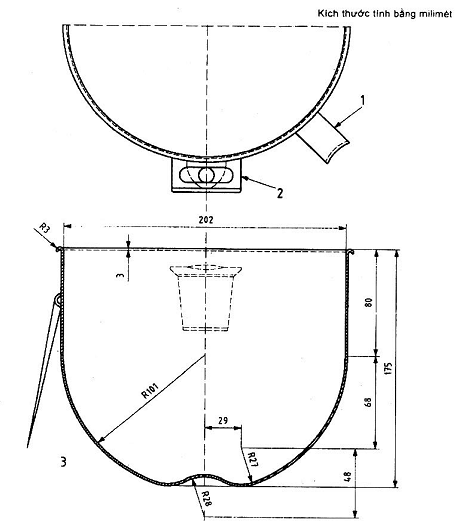 Kích thước tính bằng milimét
1
2
202
R3
3
80
R101
175
68
29
3
R27
48
R28